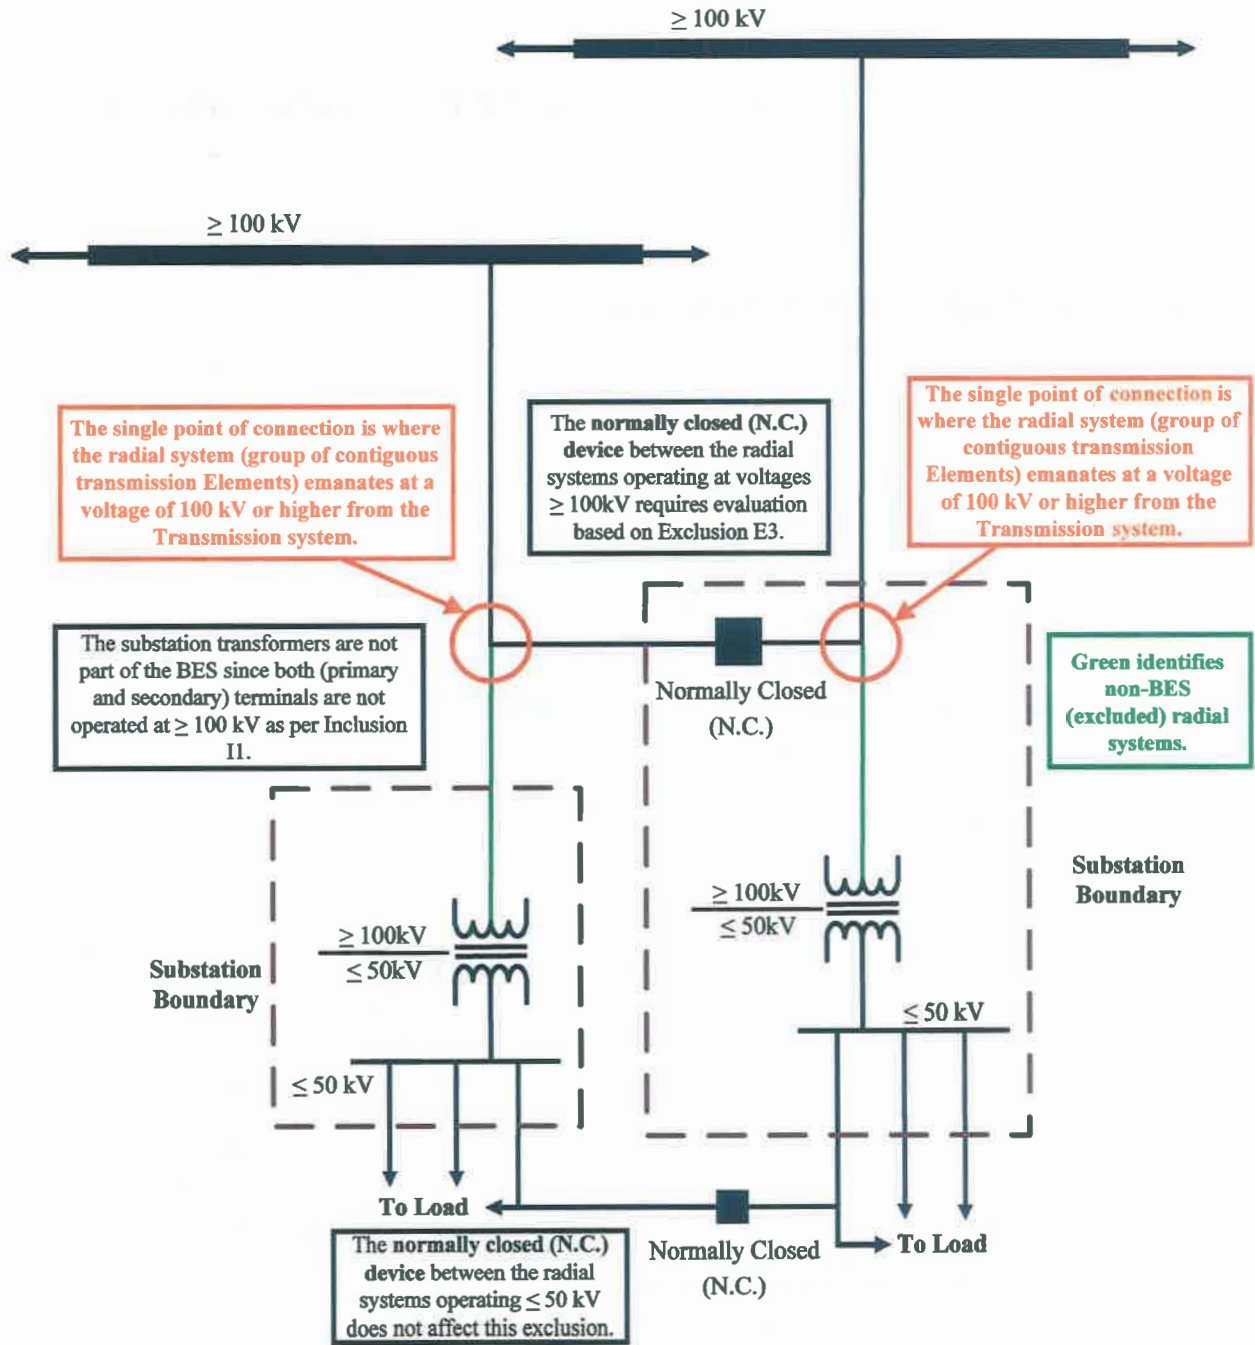 ≥ 100 kV
≥ 100 kV
The single point of connection is where
the radial system (group of contiguous
transmission Elements) emanates at a
voltage of 100 kV or higher from the
Transmission system.
The normally closed (N.C.)
device between the radial
systems operating at voltages
≥ 100kV requires evaluation
based on Exclusion E3.
The single point of connection is
where the radial system (group of
contiguous transmission
Elements) emanates at a voltage
of 100 kV or higher from the
Transmission system.
The substation transformers are not
part of the BES since both (primary
and secondary) terminals are not
operated at ≥ 100 kV as per Inclusion
I1.
Normally Closed
(N.C.)
Green identifies
non-BES
(excluded) radial
systems.
≥ 100kV
≤ 50kV
Substation
Boundary
≥ 100kV
≤ 50kV
Substation
Boundary
≤ 50 kV
≤ 50 kV
To Load
Normally Closed
(N.C.)
To Load
The normally closed (N.C.)
device between the radial
systems operating ≤ 50 kV
does not affect this exclusion.